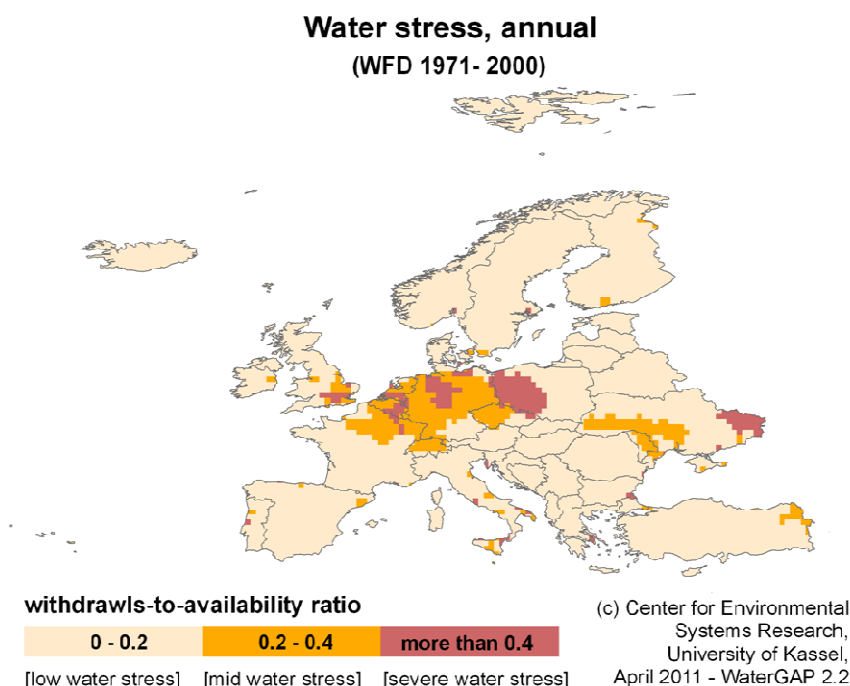 Water stress, annual
(WFD 1971- 2000)
withdrawls-to-availability ratio
0 - 0.2
0.2 - 0.4
more than 0.4
[low water stress]
[mid water stress]
[severe water stress]
(c) Center for Environmental
Systems Research,
University of Kassel,
April 2011 - WaterGAP 2.2